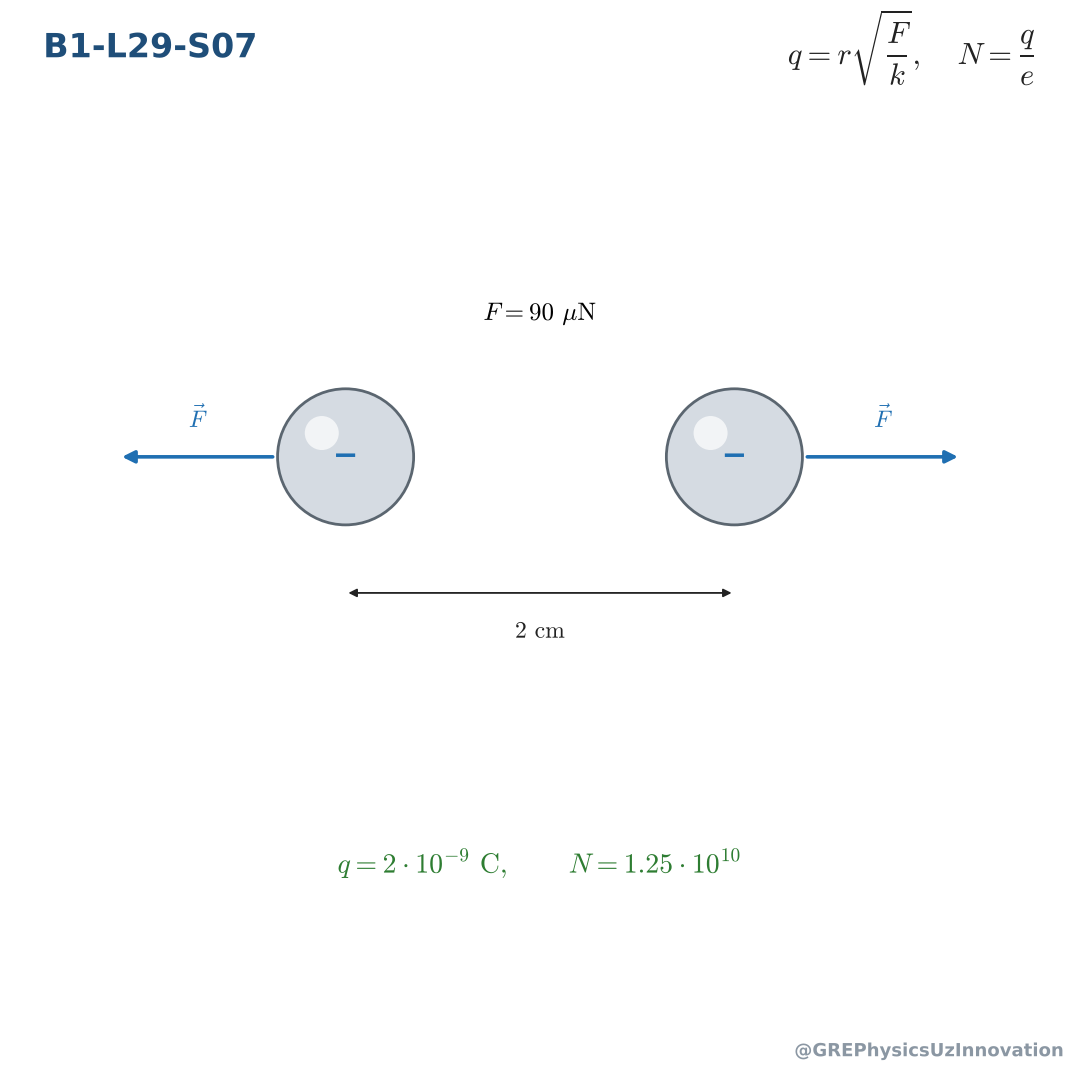 B1-L29-S07
q = r√(F/k), N = q/e
F = 90 μN
F⃗ F⃗
2 cm
q = 2 · 10⁻⁹ C, N = 1.25 · 10¹⁰
@GREPhysicsUzInnovation